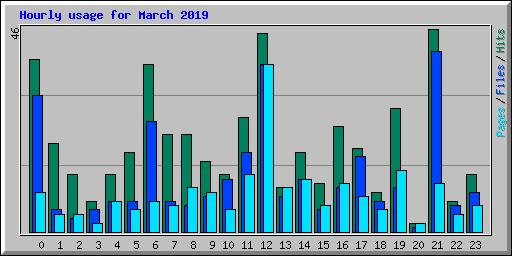 Hourly usage for March 2019
46
Pages/Files/Hits
0 1 2 3 4 5 6 7 8 9 10 11 12 13 14 15 16 17 18 19 20 21 22 23